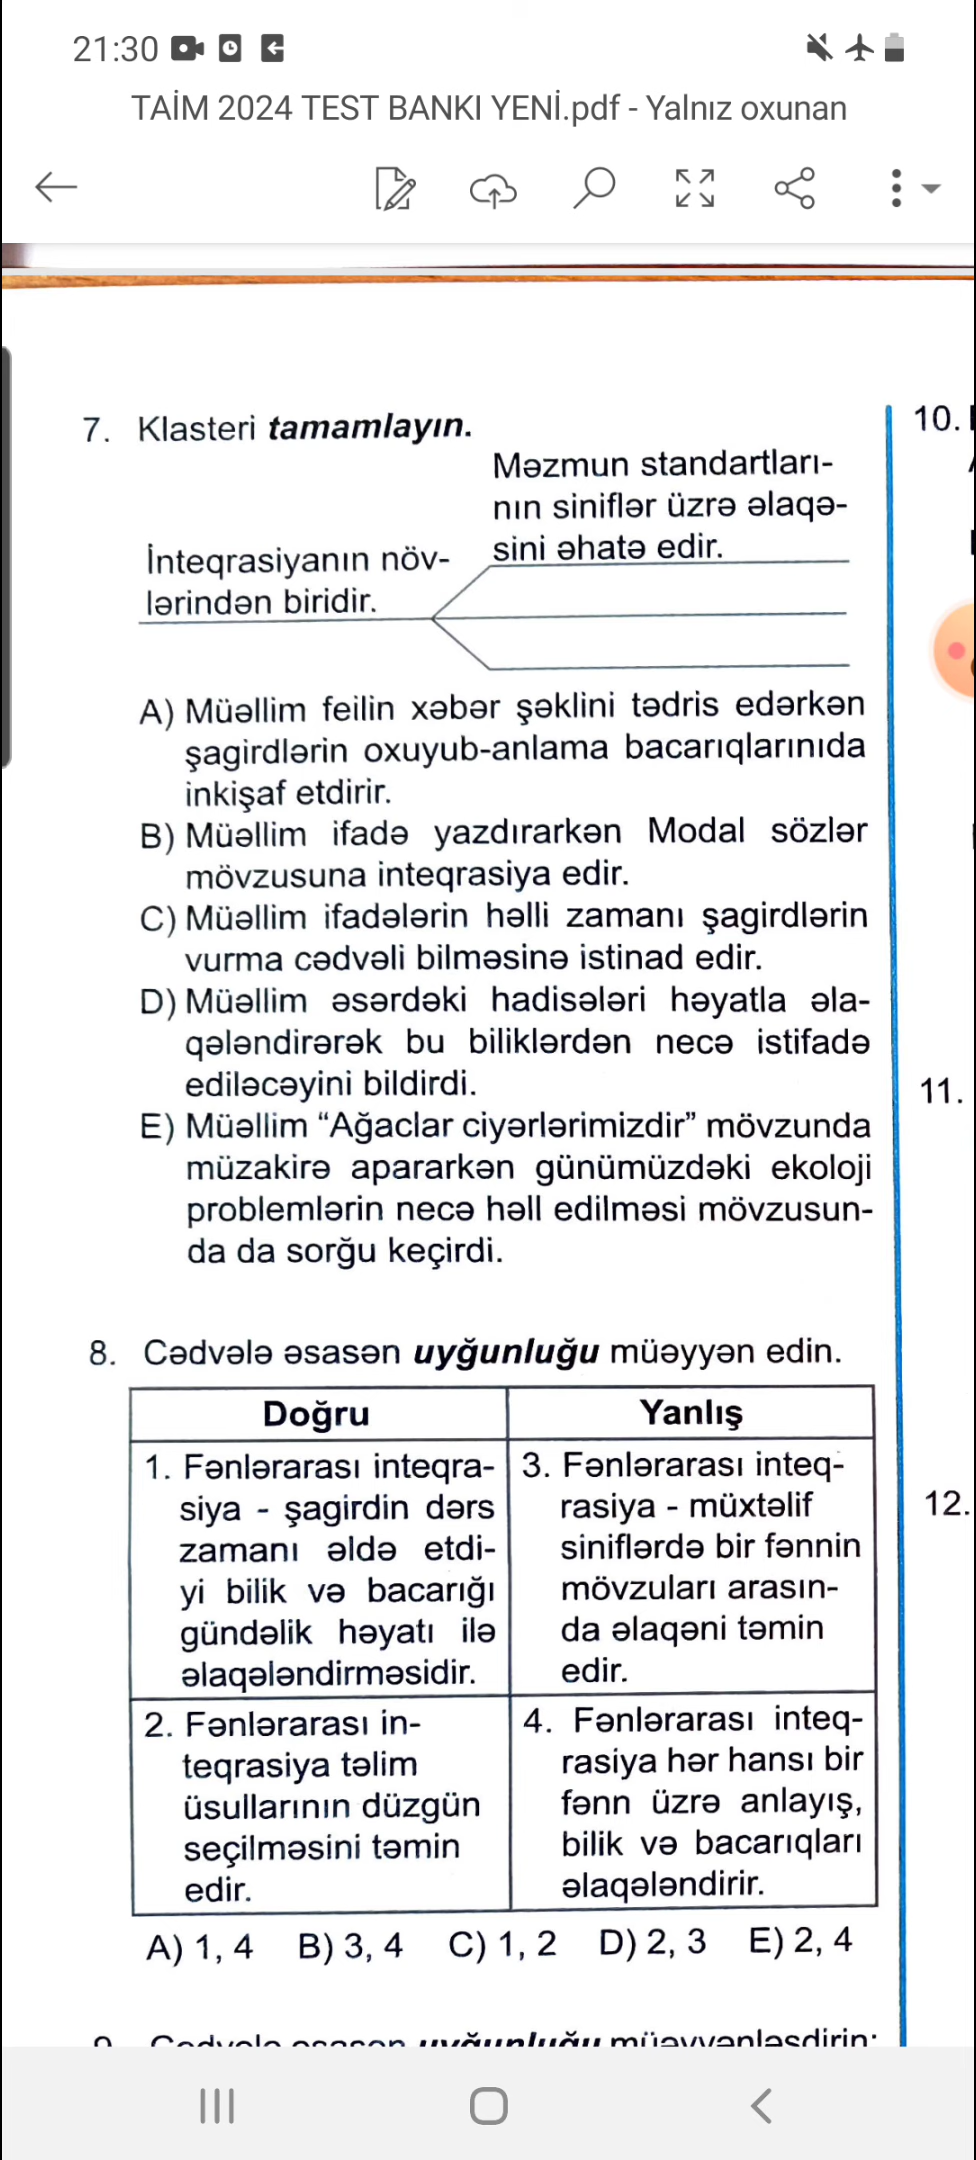 21:30
TAİM 2024 TEST BANKI YENİ.pdf - Yalnız oxunan
7. Klasteri tamamlayın.
Məzmun standartları-
nın siniflər üzrə əlaqə-
sini əhatə edir.
İnteqrasiyanın növ-
lərindən biridir.
A) Müəllim feilin xəbər şəklini tədris edərkən
şagirdlərin oxuyub-anlama bacarıqlarınıda
inkişaf etdirir.
B) Müəllim ifadə yazdırarkən Modal sözlər
mövzusuna inteqrasiya edir.
C) Müəllim ifadələrin həlli zamanı şagirdlərin
vurma cədvəli bilməsinə istinad edir.
D) Müəllim əsərdəki hadisələri həyatla əla-
qələndirərək bu biliklərdən necə istifadə
ediləcəyini bildirdi.
E) Müəllim “Ağaclar ciyərlərimizdir” mövzunda
müzakirə apararkən günümüzdəki ekoloji
problemlərin necə həll edilməsi mövzusun-
da da sorğu keçirdi.
8. Cədvələ əsasən uyğunluğu müəyyən edin.
Doğru
Yanlış
1. Fənlərarası inteqra-
siya - şagirdin dərs
zamanı əldə etdi-
yi bilik və bacarığı
gündəlik həyatı ilə
əlaqələndirməsidir.
3. Fənlərarası inteq-
rasiya - müxtəlif
siniflərdə bir fənnin
mövzuları arasın-
da əlaqəni təmin
edir.
2. Fənlərarası in-
teqrasiya təlim
üsullarının düzgün
seçilməsini təmin
edir.
4. Fənlərarası inteq-
rasiya hər hansı bir
fənn üzrə anlayış,
bilik və bacarıqları
əlaqələndirir.
A) 1, 4 B) 3, 4 C) 1, 2 D) 2, 3 E) 2, 4
9. Cədvələ əsasən uyğunluğu müəyyənləşdirin:
10.
11.
12.